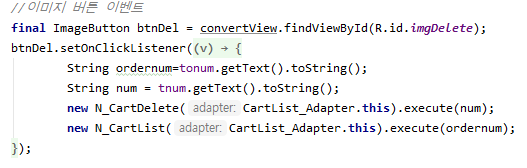 //이미지 버튼 이벤트
final ImageButton btnDel = convertView.findViewById(R.id.imgDelete);
btnDel.setOnClickListener((v) → {
String ordernum=tonum.getText().toString();
String num = tnum.getText().toString();
new N_CartDelete( adapter: CartList_Adapter.this).execute(num);
new N_CartList( adapter: CartList_Adapter.this).execute(ordernum);
});